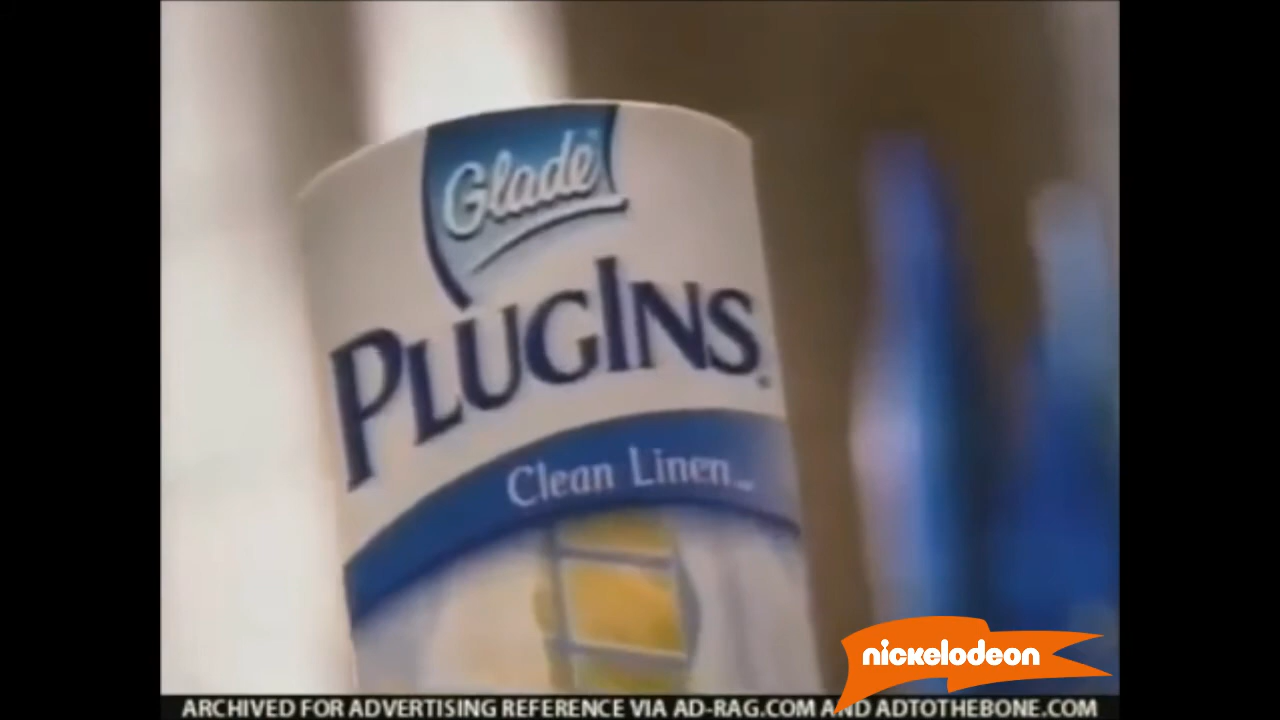 Glade
PLUGINS
Clean Linen
nickelodeon
ARCHIVED FOR ADVERTISING REFERENCE VIA AD-RAG.COM AND ADTOTHEBONE.COM